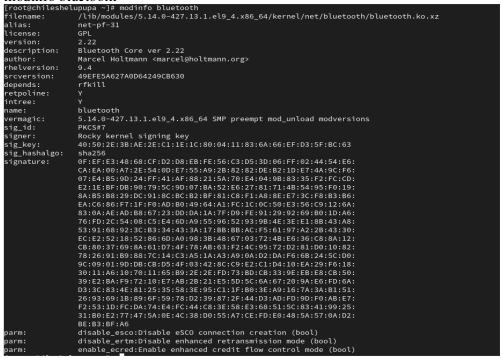 [root@chileshelupupa ~]# modinfo bluetooth
filename: /lib/modules/5.14.0-427.13.1.el9_4.x86_64/kernel/net/bluetooth/bluetooth.ko.xz
alias: net-pf-31
license: GPL
version: 2.22
description: Bluetooth Core ver 2.22
author: Marcel Holtmann <marcel@holtmann.org>
rhelversion: 9.4
srcversion: 49EFE5A627A0D64249CB630
depends: rfkill
retpoline: Y
intree: Y
name: bluetooth
vermagic: 5.14.0-427.13.1.el9_4.x86_64 SMP preempt mod_unload modversions
sig_id: PKCS#7
signer: Rocky kernel signing key
sig_key: 40:50:2E:3B:AE:2E:C1:1E:1C:80:04:11:83:6A:66:EF:D3:5F:BC:63
sig_hashalgo: sha256
signature: 0F:EF:E3:48:68:CF:D2:D8:EB:FE:56:C3:D5:3D:06:FF:02:44:54:E6:
CA:EA:00:A7:2E:54:0D:E7:55:A9:2B:82:82:DE:B2:1D:E7:4A:9C:F6:
07:E4:B5:9D:24:FF:41:AF:88:21:5A:70:E4:04:9B:83:35:F2:FC:CD:
E2:1E:BF:DB:90:79:5C:9D:07:BA:52:E6:27:81:71:4B:54:95:F0:19:
8A:B5:B8:29:DC:91:8C:BC:B2:BF:81:C8:F1:A8:8E:E7:3C:F8:B3:B6:
EA:C6:86:F7:1F:F0:AD:B0:49:64:A1:FC:1C:0C:50:E3:56:C9:12:6A:
83:0A:AE:AD:B8:67:23:DD:DA:1A:7F:D9:FE:91:29:92:69:B0:1D:A6:
76:FD:2C:54:08:C5:E4:6D:A9:55:96:52:93:9B:4E:3E:E1:8B:43:A8:
53:91:68:92:3C:B3:34:43:3A:17:BB:BB:AC:F5:61:97:A2:2B:43:30:
EC:E2:52:18:52:86:6D:A0:98:3B:48:67:03:72:4B:E6:36:C8:8A:12:
CB:80:37:69:8A:61:D7:4F:78:AB:63:F2:4C:95:72:D2:81:D0:10:82:
78:26:91:B9:88:7C:14:C3:A5:1A:A3:A9:0A:D2:DA:F6:6B:24:5C:D0:
9C:09:61:9D:DB:CB:D5:4F:03:42:8C:C9:E2:C1:D4:10:EA:29:F6:18:
30:11:A6:10:70:11:65:B9:2E:2E:FD:73:BD:CB:33:9E:EB:E8:CB:50:
39:E2:BA:F9:72:10:E7:AB:2B:21:E5:5D:5C:6A:67:20:9A:E6:FD:6A:
D3:3C:83:4E:81:25:35:58:3E:95:C1:1F:B0:3E:A9:16:7A:3A:B1:51:
26:93:69:1B:89:6F:59:78:D2:39:87:2F:44:D3:AD:FD:9D:F0:AB:E7:
F2:53:1D:FC:DA:74:E4:FC:44:C8:3E:58:E3:68:51:5C:83:41:99:25:
31:B0:E2:77:47:5A:0E:4C:38:D0:55:A7:CE:FD:E0:48:5A:57:0A:D2:
BE:B3:BF:A6
parm: disable_esco:Disable eSCO connection creation (bool)
parm: disable_ertm:Disable enhanced retransmission mode (bool)
parm: enable_ecred:Enable enhanced credit flow control mode (bool)